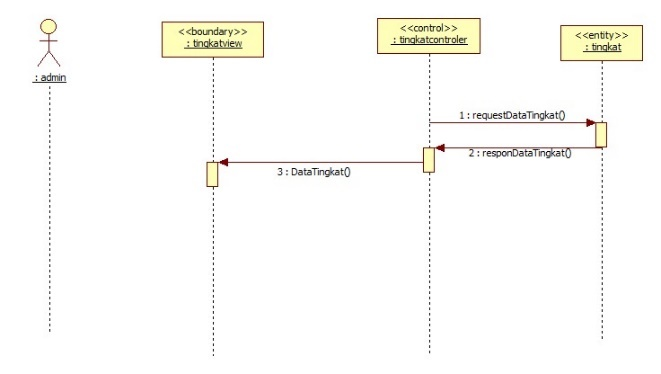 <<boundary>>
: tingkatview
<<control>>
: tingkatcontroler
<<entity>>
: tingkat
: admin
1 : requestDataTingkat()
2 : responDataTingkat()
3 : DataTingkat()